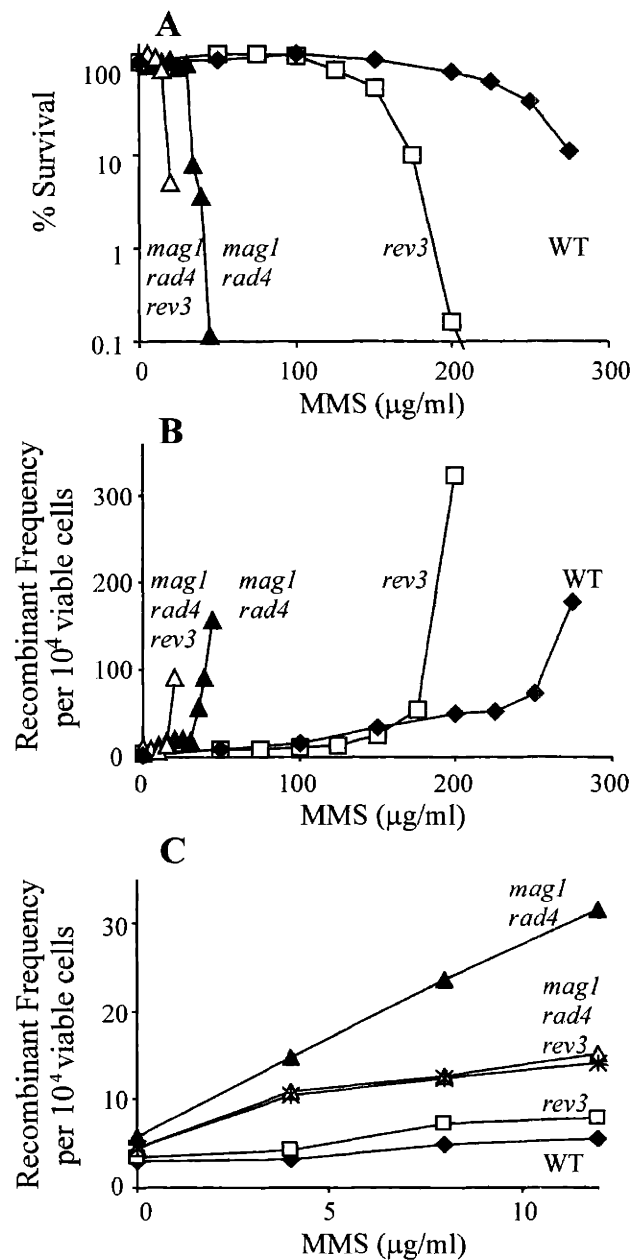 A
% Survival
100
10
1
0.1
mag1
rad4
rev3
mag1
rad4
rev3
WT
0
100
200
300
MMS (μg/ml)
B
Recombinant Frequency
per 10⁴ viable cells
300
200
100
0
mag1
rad4
rev3
mag1
rad4
rev3
WT
0
100
200
300
MMS (μg/ml)
C
Recombinant Frequency
per 10⁴ viable cells
30
20
10
0
mag1
rad4
mag1
rad4
rev3
rev3
WT
0
5
10
MMS (μg/ml)